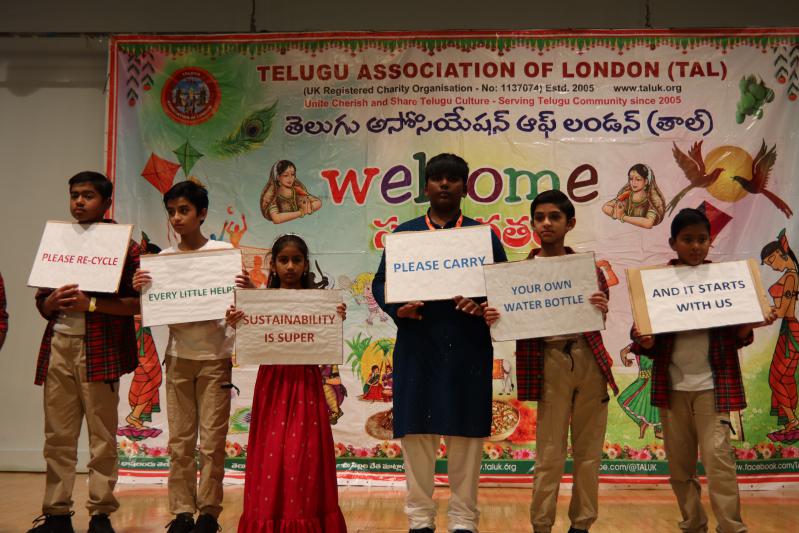 TELUGU ASSOCIATION OF LONDON (TAL)
(UK Registered Charity Organisation - No: 1137074) Estd. 2005 www.taluk.org
Unite Cherish and Share Telugu Culture - Serving Telugu Community since 2005
తెలుగు అసోసియేషన్ ఆఫ్ లండన్ (తాల్)
welcome
PLEASE RE-CYCLE
EVERY LITTLE HELPS
SUSTAINABILITY
IS SUPER
PLEASE CARRY
YOUR OWN
WATER BOTTLE
AND IT STARTS
WITH US
www.taluk.org
fb.com/@TALUK
www.facebook.com/